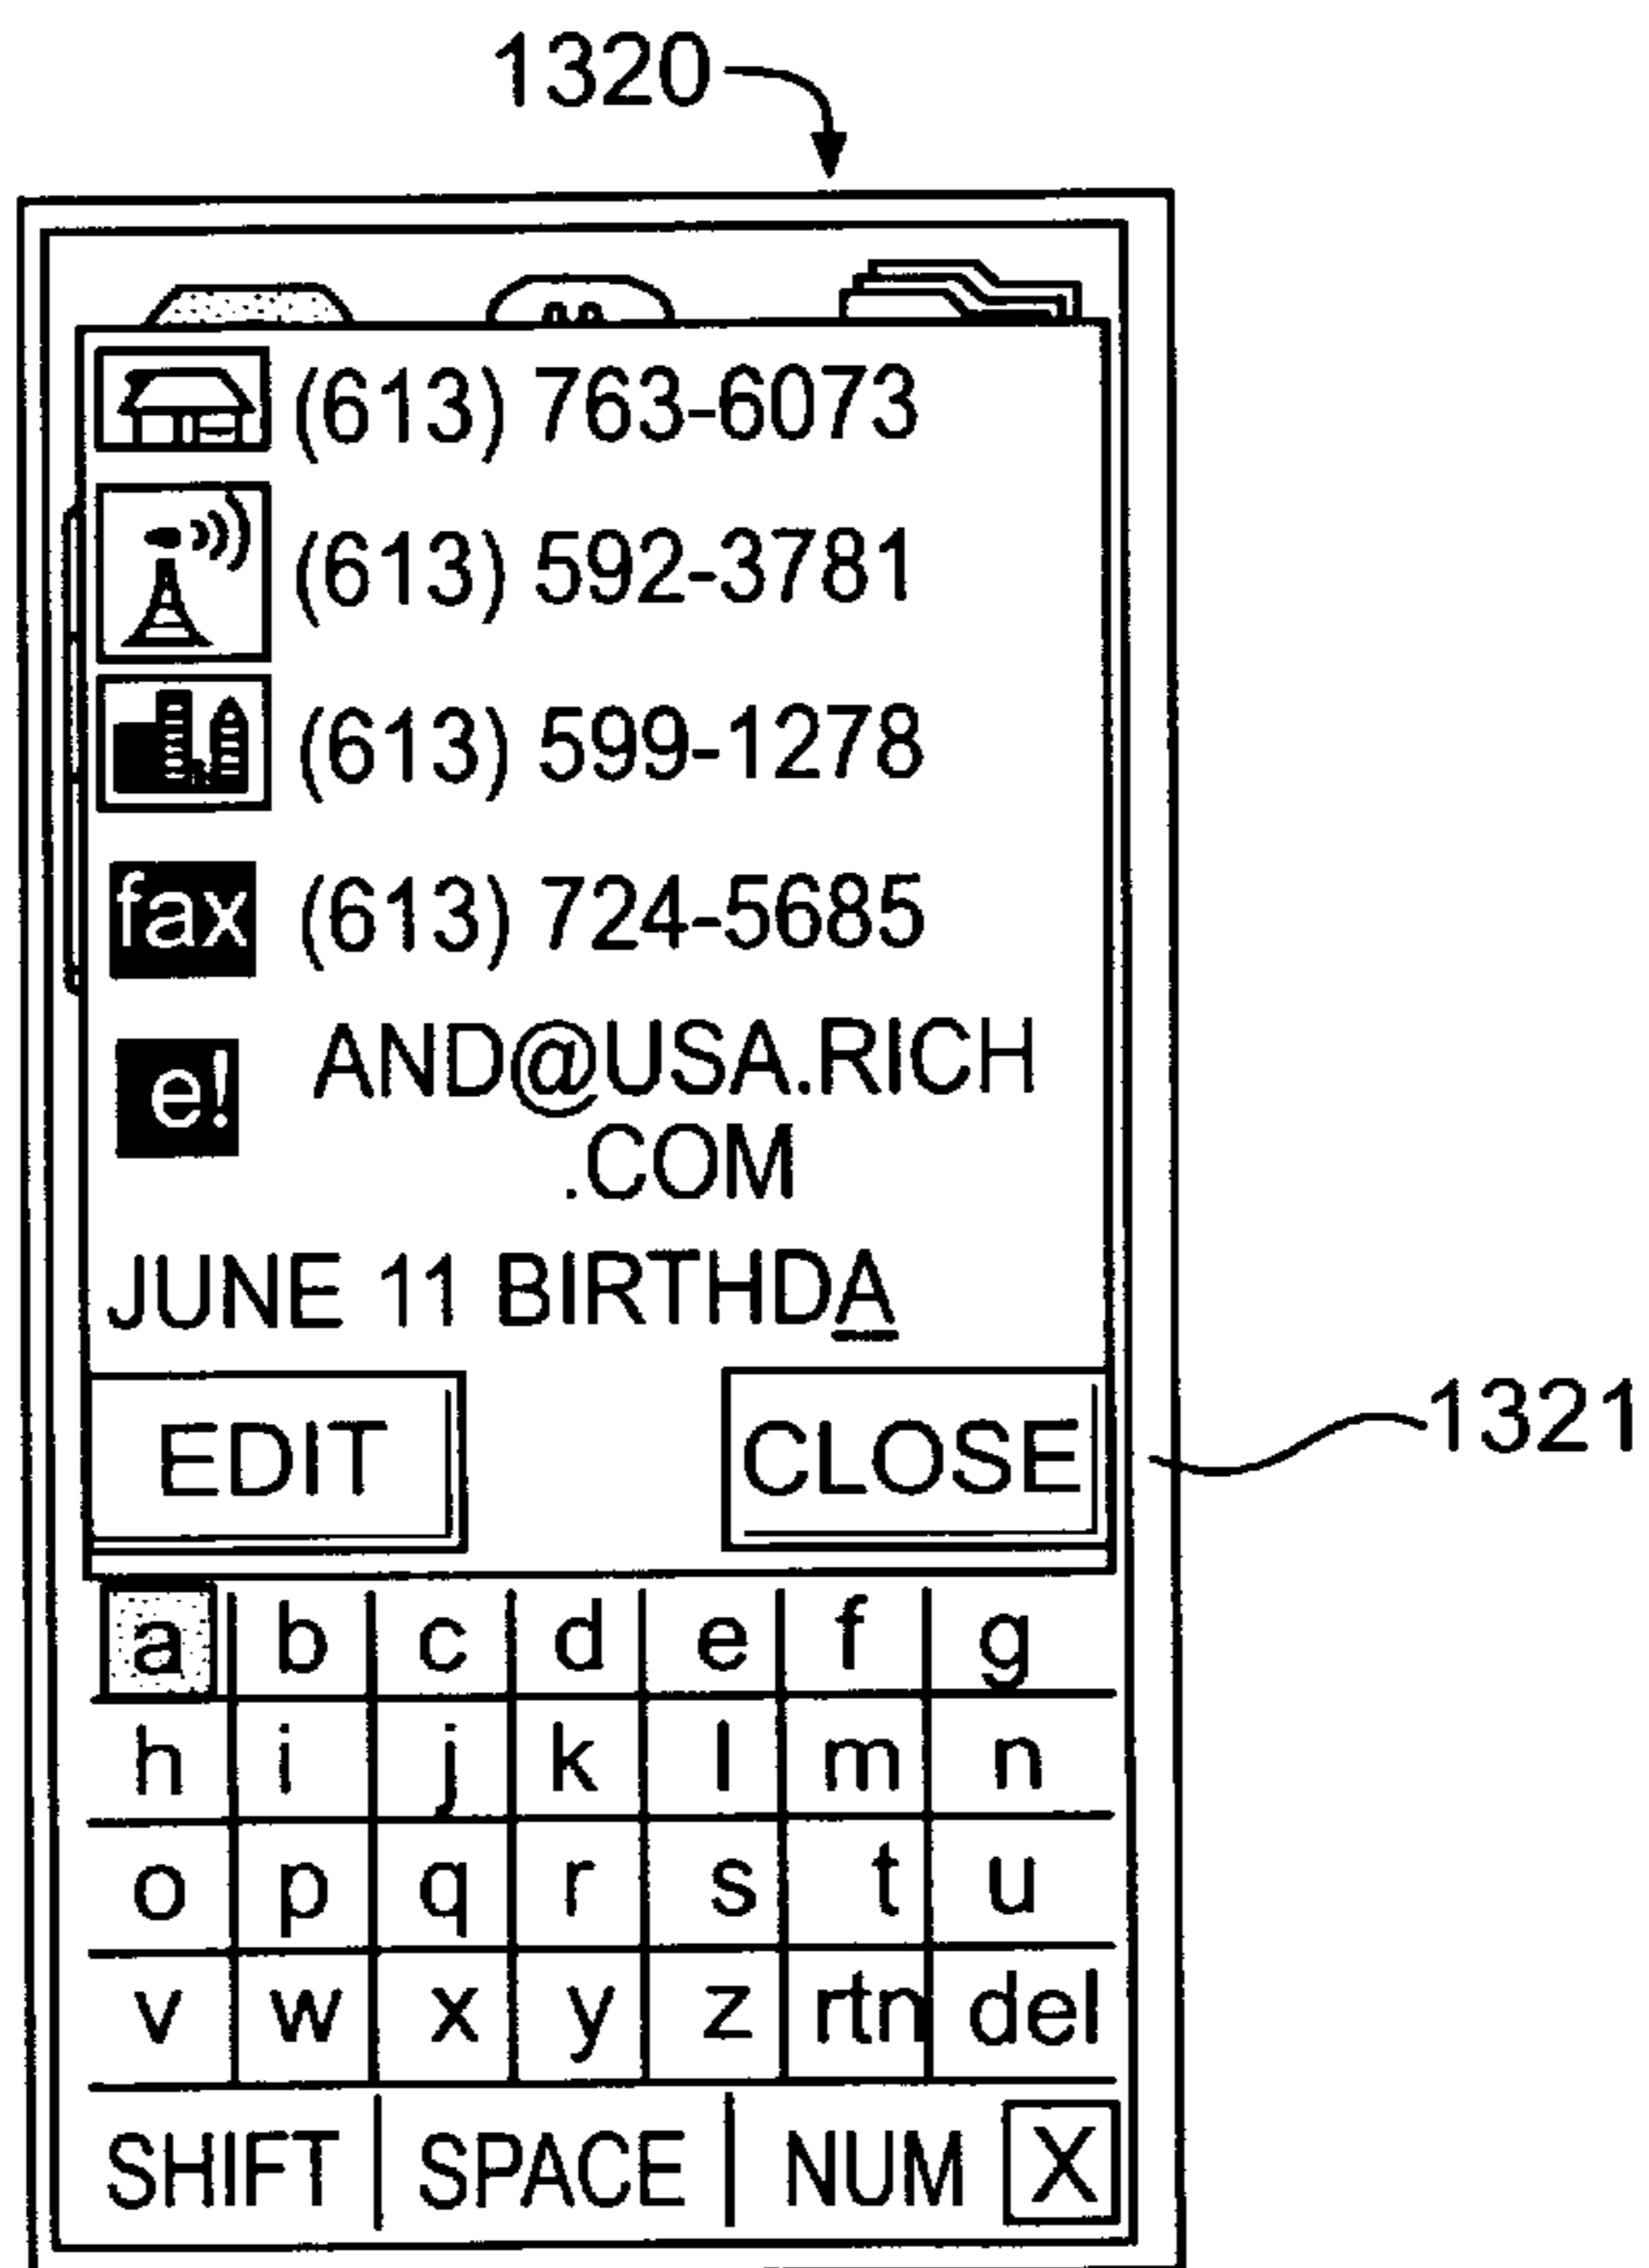 1320
(613) 763-6073
(613) 592-3781
(613) 599-1278
fax (613) 724-5685
e! AND@USA.RICH
.COM
JUNE 11 BIRTHDA
EDIT CLOSE
1321
a b c d e f g
h i j k l m n
o p q r s t u
v w x y z rtn del
SHIFT SPACE NUM X